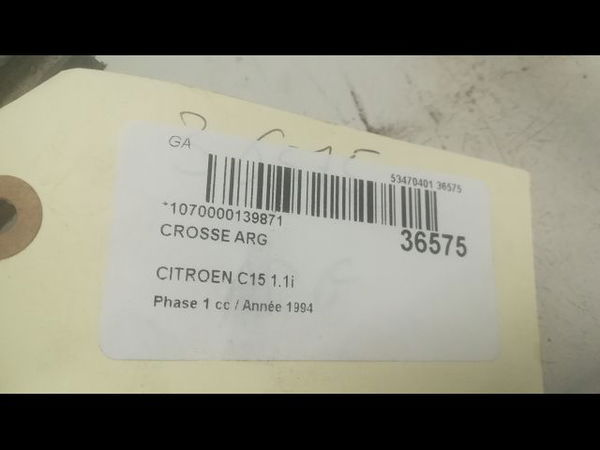 GA
53470401 36575
*1070000139871
36575
CROSSE ARG
CITROEN C15 1.1i
Phase 1 cc / Année 1994